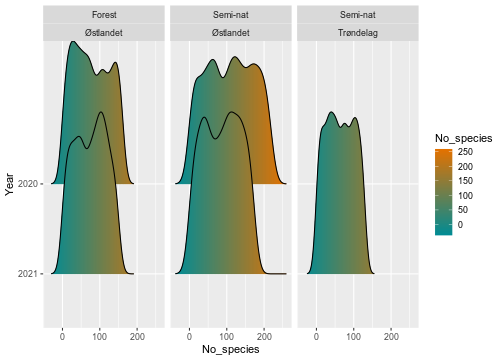 Forest
Semi-nat
Semi-nat
Østlandet
Østlandet
Trøndelag
Year
2020
2021
0
100
200
0
100
200
0
100
200
No_species
No_species
250
200
150
100
50
0